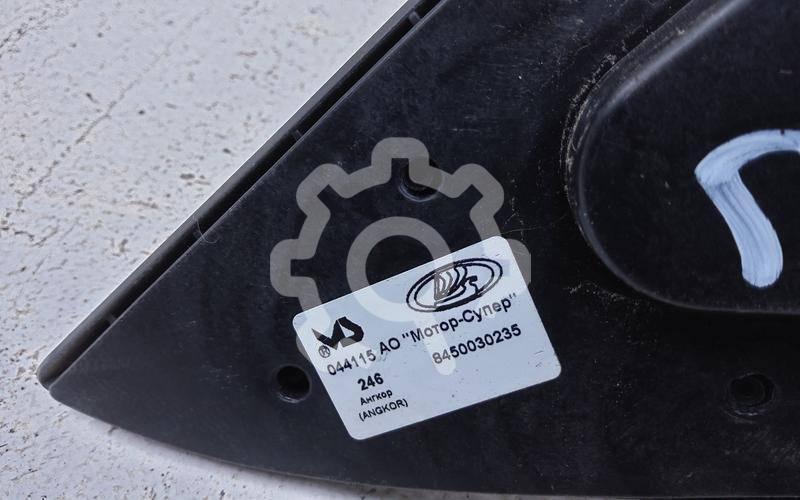 ®
044115 АО "Мотор-Супер"
246
8450030235
Ангкор
(ANGKOR)